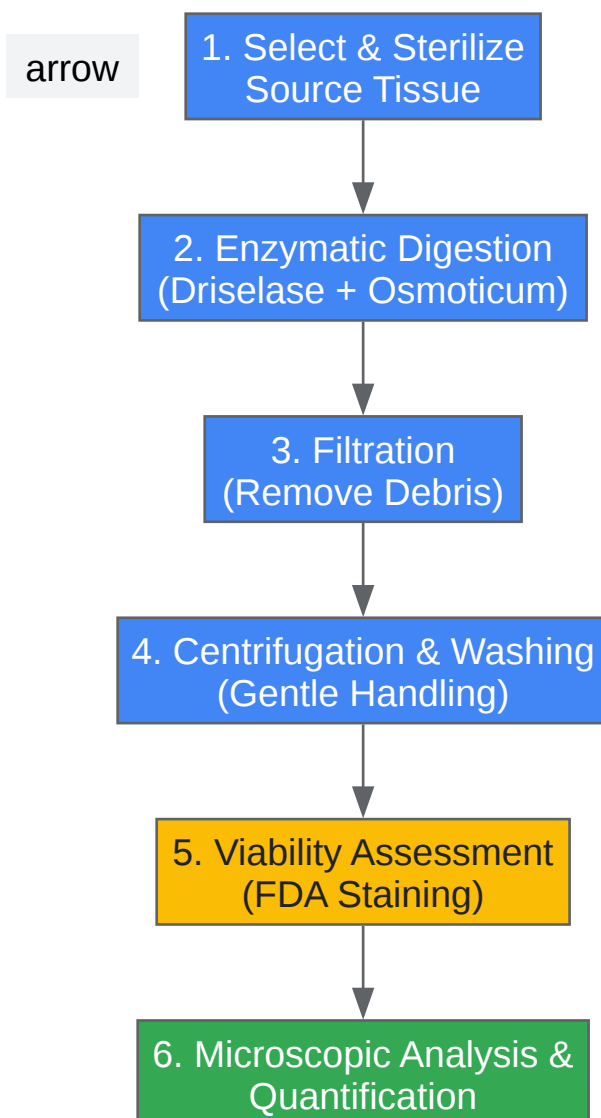 arrow
1. Select & Sterilize
Source Tissue
2. Enzymatic Digestion
(Driselase + Osmoticum)
3. Filtration
(Remove Debris)
4. Centrifugation & Washing
(Gentle Handling)
5. Viability Assessment
(FDA Staining)
6. Microscopic Analysis &
Quantification